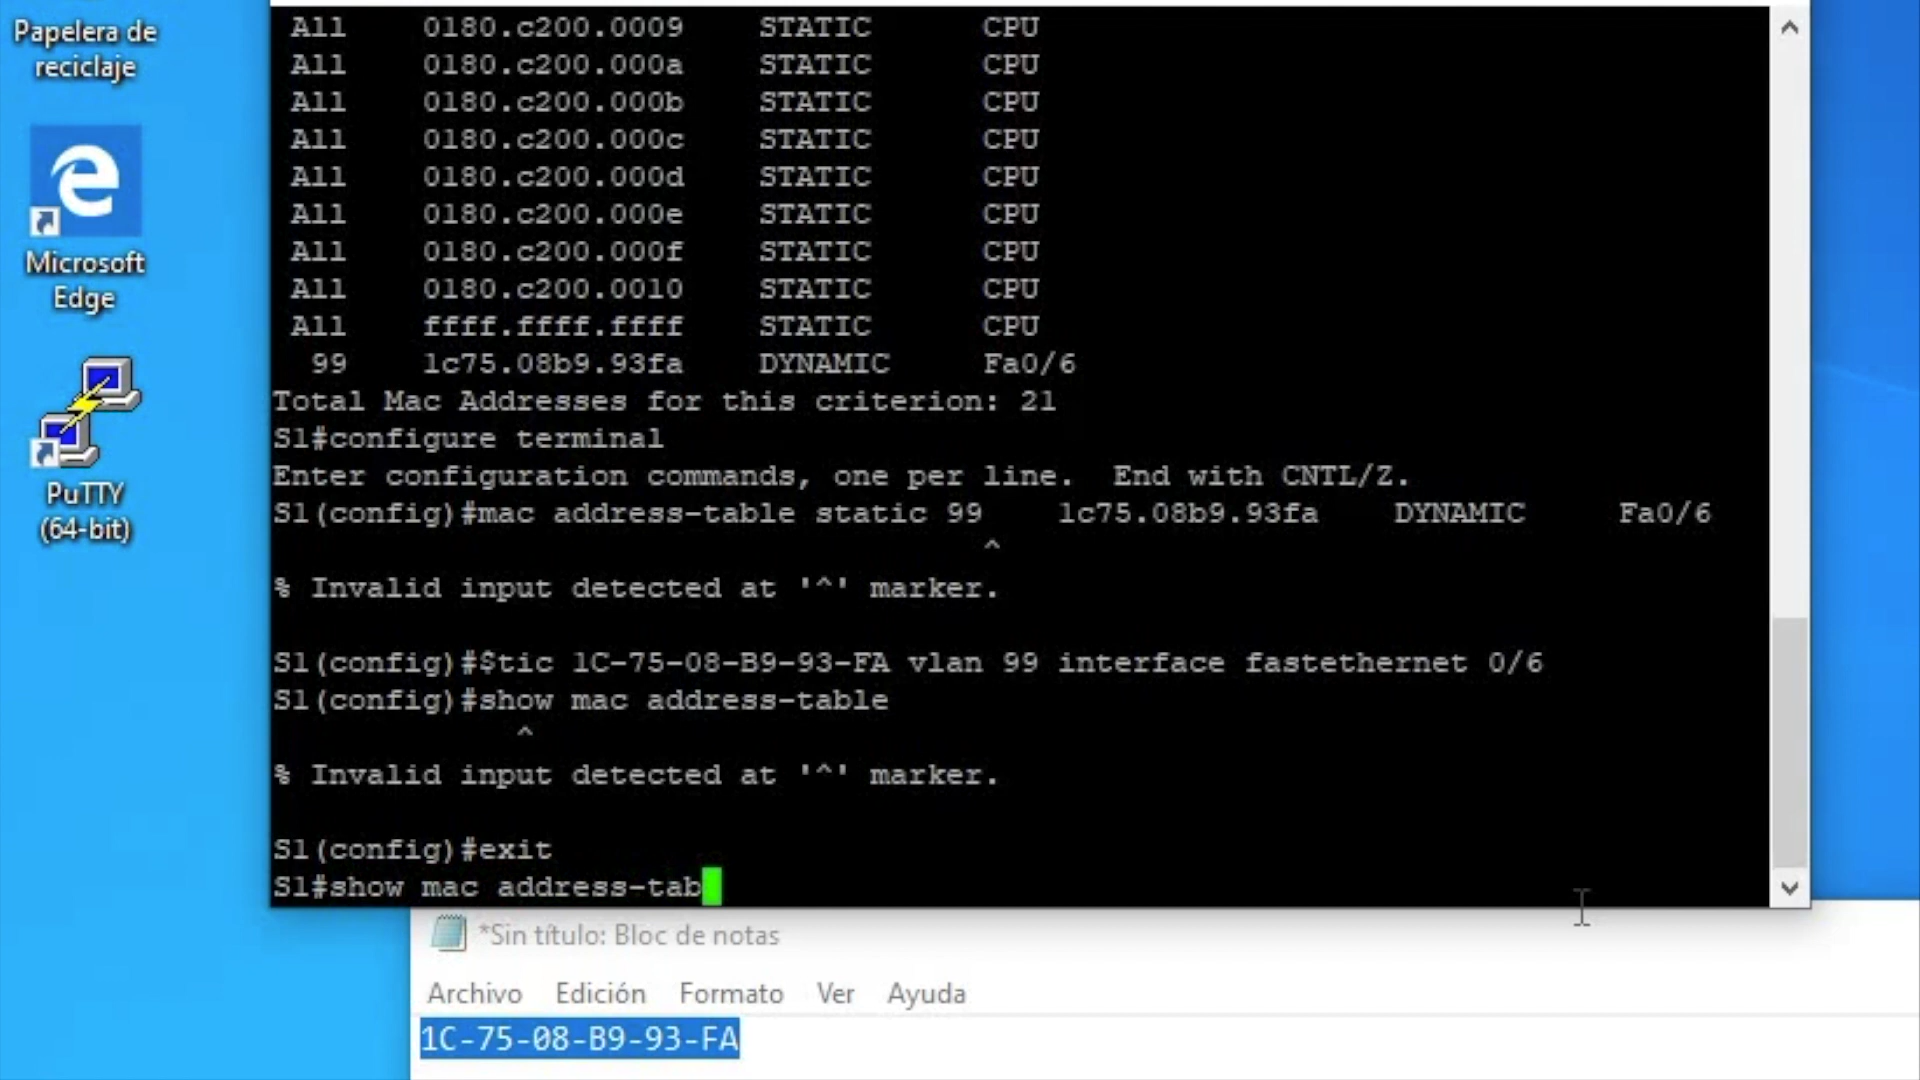 Papelera de
reciclaje
Microsoft
Edge
PuTTY
(64-bit)
All 0180.c200.0009 STATIC CPU
All 0180.c200.000a STATIC CPU
All 0180.c200.000b STATIC CPU
All 0180.c200.000c STATIC CPU
All 0180.c200.000d STATIC CPU
All 0180.c200.000e STATIC CPU
All 0180.c200.000f STATIC CPU
All 0180.c200.0010 STATIC CPU
All ffff.ffff.ffff STATIC CPU
99 1c75.08b9.93fa DYNAMIC Fa0/6
Total Mac Addresses for this criterion: 21
S1#configure terminal
Enter configuration commands, one per line. End with CNTL/Z.
S1(config)#mac address-table static 99 1c75.08b9.93fa DYNAMIC Fa0/6
^
% Invalid input detected at '^' marker.
S1(config)#$tic 1C-75-08-B9-93-FA vlan 99 interface fastethernet 0/6
S1(config)#show mac address-table
^
% Invalid input detected at '^' marker.
S1(config)#exit
S1#show mac address-tab
*Sin título: Bloc de notas
Archivo Edición Formato Ver Ayuda
1C-75-08-B9-93-FA